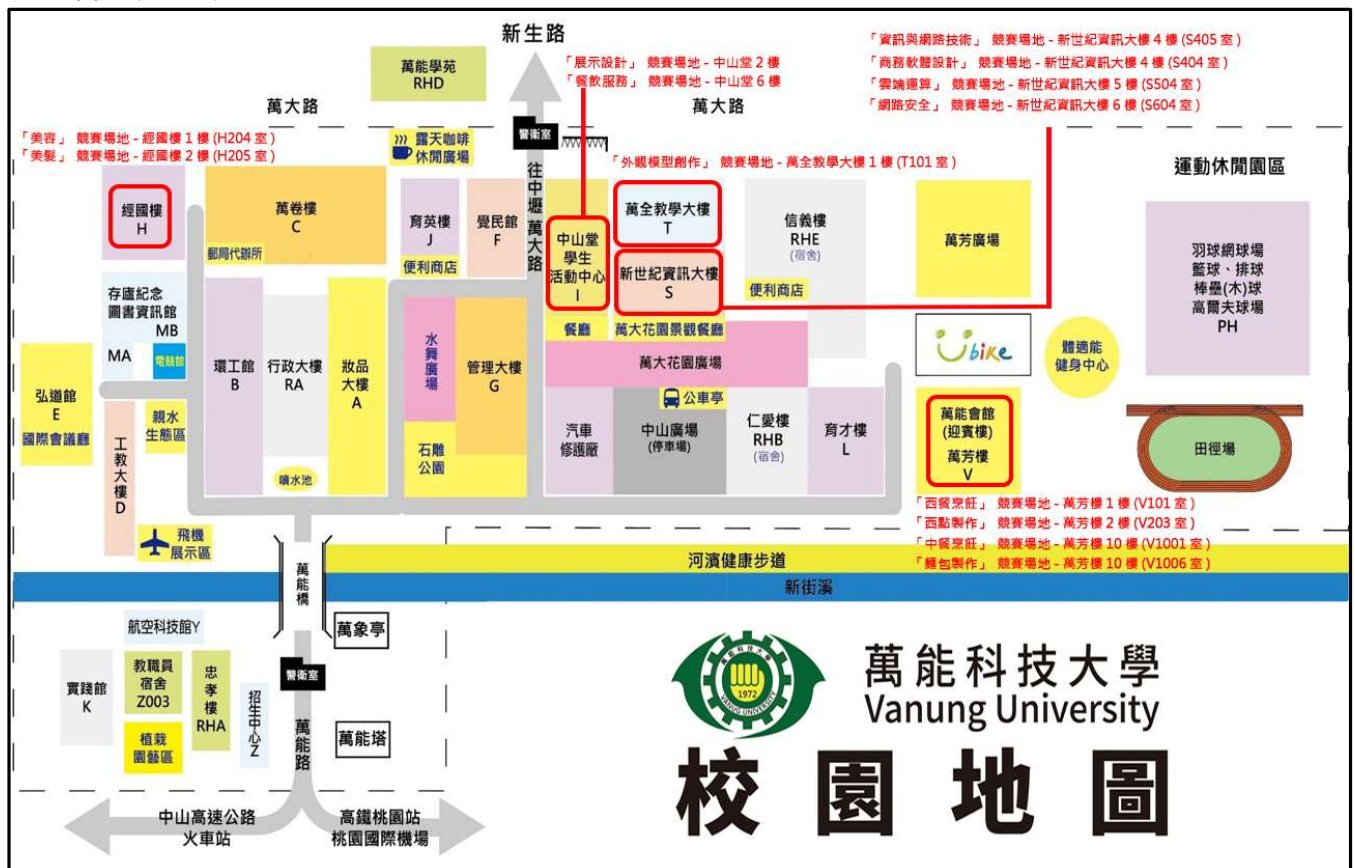 新生路
「展示設計」 競賽場地 - 中山堂 2 樓
「餐飲服務」 競賽場地 - 中山堂 6 樓
「資訊與網路技術」 競賽場地 - 新世紀資訊大樓 4 樓 (S405 室)
「商務軟體設計」 競賽場地 - 新世紀資訊大樓 4 樓 (S404 室)
「雲端運算」 競賽場地 - 新世紀資訊大樓 5 樓 (S504 室)
「網路安全」 競賽場地 - 新世紀資訊大樓 6 樓 (S604 室)
萬能學苑
RHD
萬大路
萬大路
「美容」 競賽場地 - 經國樓 1 樓 (H204 室)
「美髮」 競賽場地 - 經國樓 2 樓 (H205 室)
露天咖啡
休閒廣場
警衛室
往中壢 萬大路
「外觀模型創作」 競賽場地 - 萬全教學大樓 1 樓 (T101 室)
運動休閒園區
經國樓
H
萬卷樓
C
郵局代辦所
育英樓
J
便利商店
覺民館
F
中山堂
學生
活動中心
I
餐廳
萬全教學大樓
T
新世紀資訊大樓
S
萬大花園景觀餐廳
信義樓
RHE
(宿舍)
便利商店
萬芳廣場
羽球網球場
籃球、排球
棒壘(木)球
高爾夫球場
PH
存廬紀念
圖書資訊館
MB
MA
電競館
環工館
B
行政大樓
RA
妝品
大樓
A
水舞廣場
管理大樓
G
萬大花園廣場
Ubike
體適能
健身中心
弘道館
E
國際會議廳
親水
生態區
工教大樓D
噴水池
石雕
公園
汽車
修護廠
公車亭
中山廣場
(停車場)
仁愛樓
RHB
(宿舍)
育才樓
L
萬能會館
(迎賓樓)
萬芳樓
V
田徑場
飛機
展示區
「西餐烹飪」 競賽場地 - 萬芳樓 1 樓 (V101 室)
「西點製作」 競賽場地 - 萬芳樓 2 樓 (V203 室)
「中餐烹飪」 競賽場地 - 萬芳樓 10 樓 (V1001 室)
「麵包製作」 競賽場地 - 萬芳樓 10 樓 (V1006 室)
萬能橋
河濱健康步道
新街溪
航空科技館Y
萬象亭
實踐館
K
教職員
宿舍
Z003
植栽
園藝區
忠孝樓
RHA
招生中心Z
警衛室
萬能路
萬能塔
中山高速公路
火車站
高鐵桃園站
桃園國際機場
萬能科技大學
1972
VANUNG UNIVERSITY
萬能科技大學
Vanung University
校園地圖